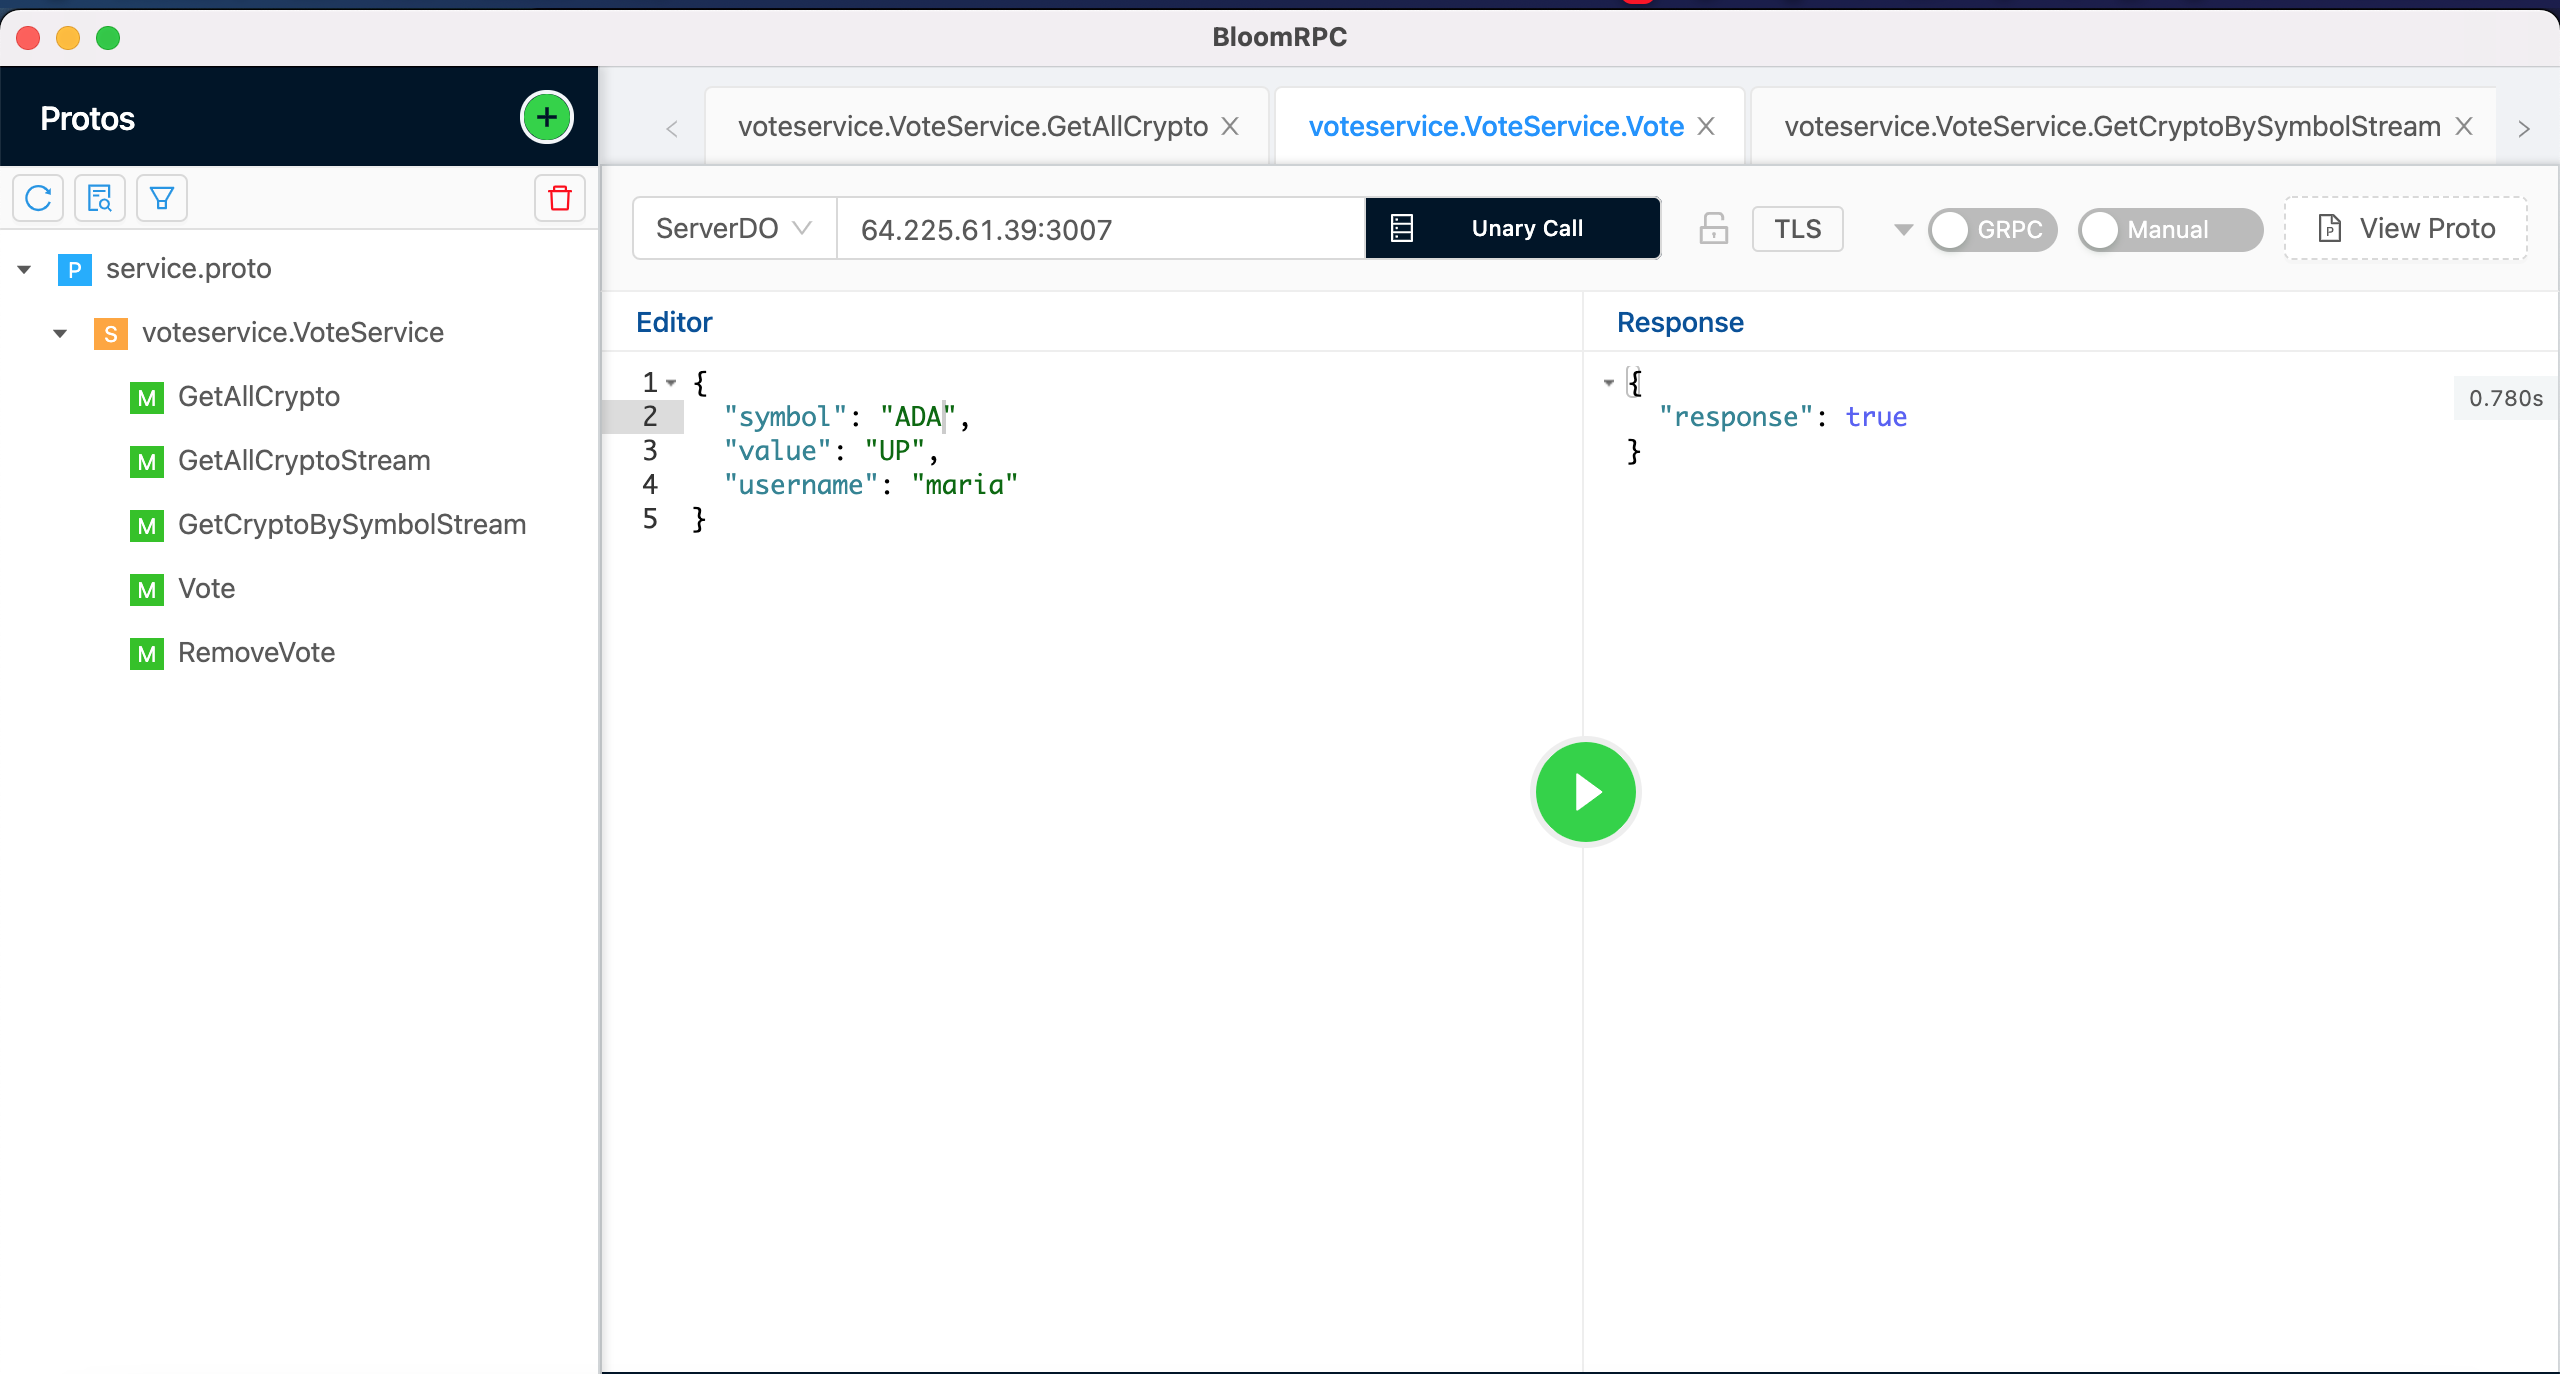 BloomRPC
Protos
voteservice.VoteService.GetAllCrypto
voteservice.VoteService.Vote
voteservice.VoteService.GetCryptoBySymbolStream
ServerDO
64.225.61.39:3007
Unary Call
TLS
GRPC
Manual
View Proto
P service.proto
S voteservice.VoteService
M GetAllCrypto
M GetAllCryptoStream
M GetCryptoBySymbolStream
M Vote
M RemoveVote
Editor
1 {
2 "symbol": "ADA",
3 "value": "UP",
4 "username": "maria"
5 }
Response
{
"response": true
}
0.780s